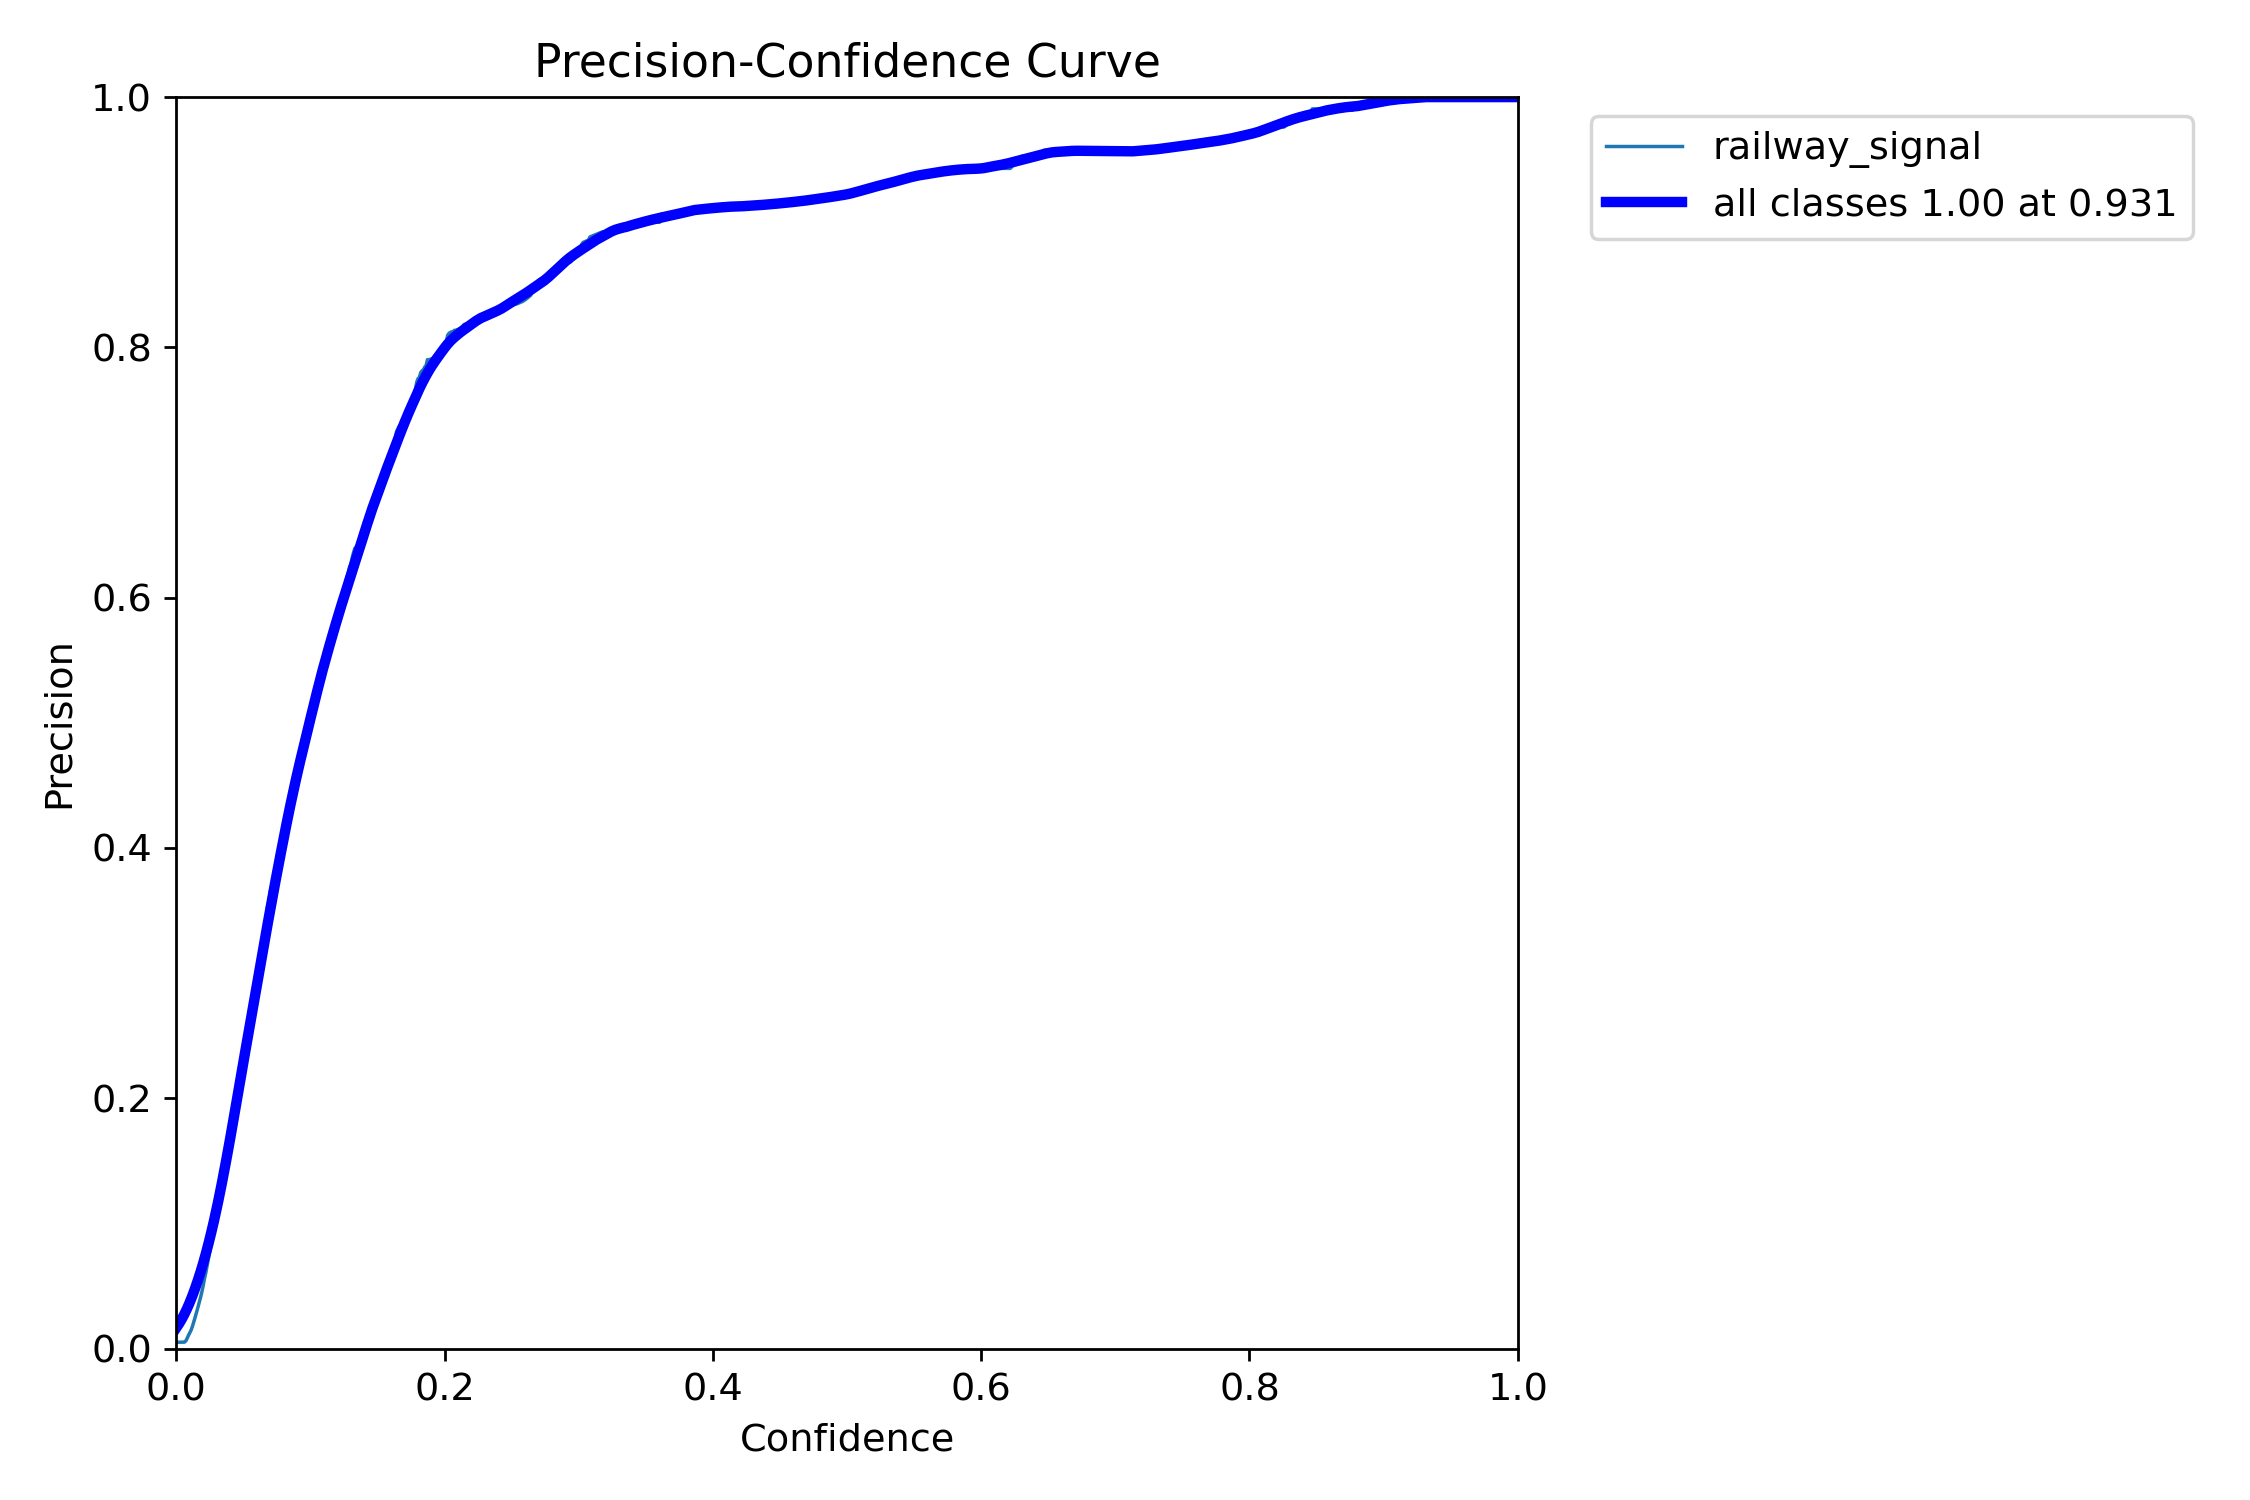 Precision-Confidence Curve
1.0
0.8
0.6
0.4
0.2
0.0
Precision
0.0 0.2 0.4 0.6 0.8 1.0
Confidence
railway_signal
all classes 1.00 at 0.931